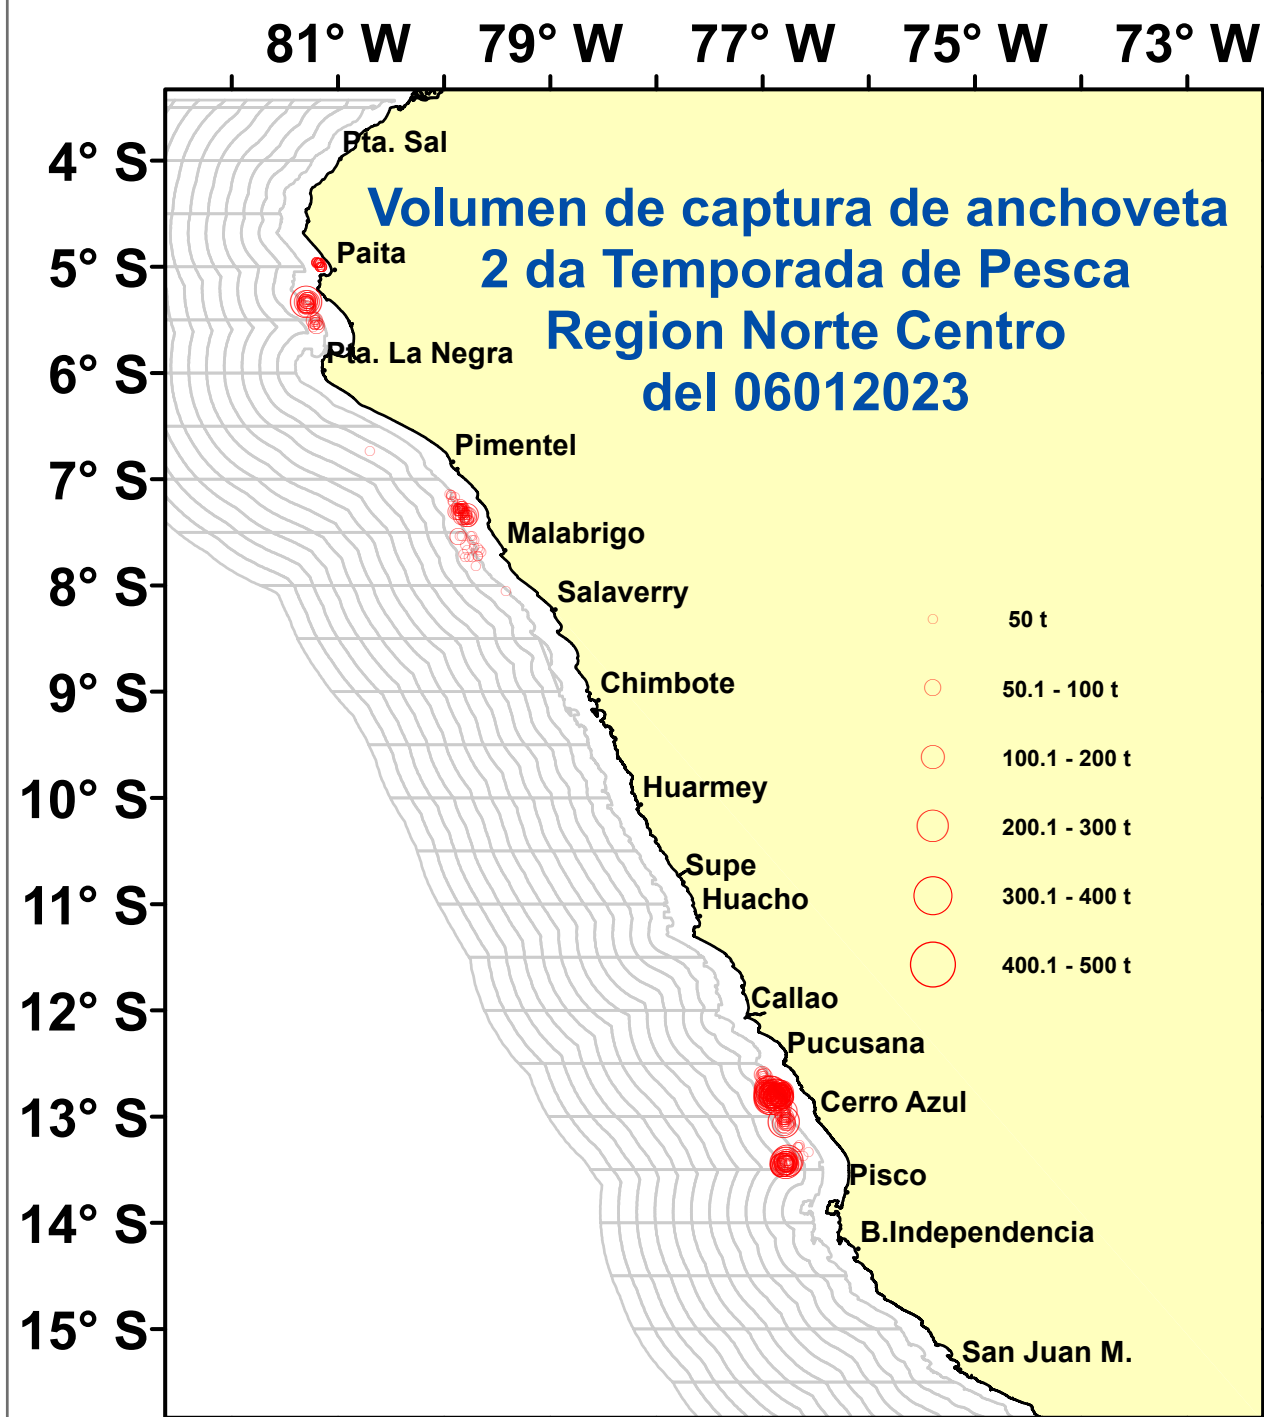 81° W 79° W 77° W 75° W 73° W
4° S
5° S
6° S
7° S
8° S
9° S
10° S
11° S
12° S
13° S
14° S
15° S
Volumen de captura de anchoveta
2 da Temporada de Pesca
Region Norte Centro
del 06012023
Pta. Sal
Paita
Pta. La Negra
Pimentel
Malabrigo
Salaverry
Chimbote
Huarmey
Supe
Huacho
Callao
Pucusana
Cerro Azul
Pisco
B.Independencia
San Juan M.
50 t
50.1 - 100 t
100.1 - 200 t
200.1 - 300 t
300.1 - 400 t
400.1 - 500 t